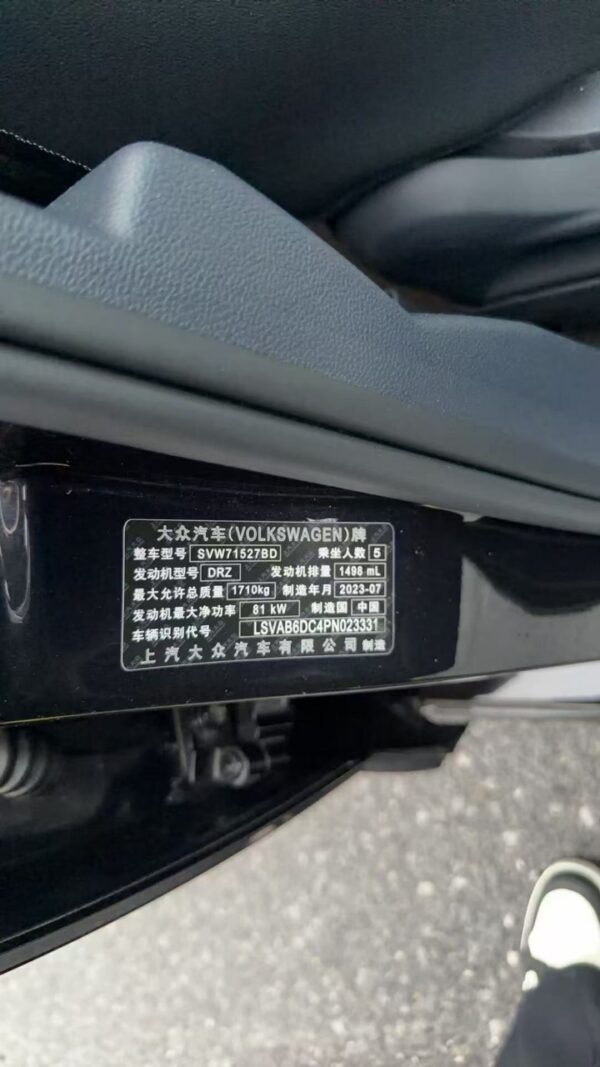 大众汽车(VOLKSWAGEN)牌
整车型号 SVW71527BD 乘坐人数 5
发动机型号 DRZ 发动机排量 1498 mL
最大允许总质量 1710kg 制造年月 2023-07
发动机最大净功率 81 kW 制造国 中国
车辆识别代号 LSVAB6DC4PN023331
上汽大众汽车有限公司 制造